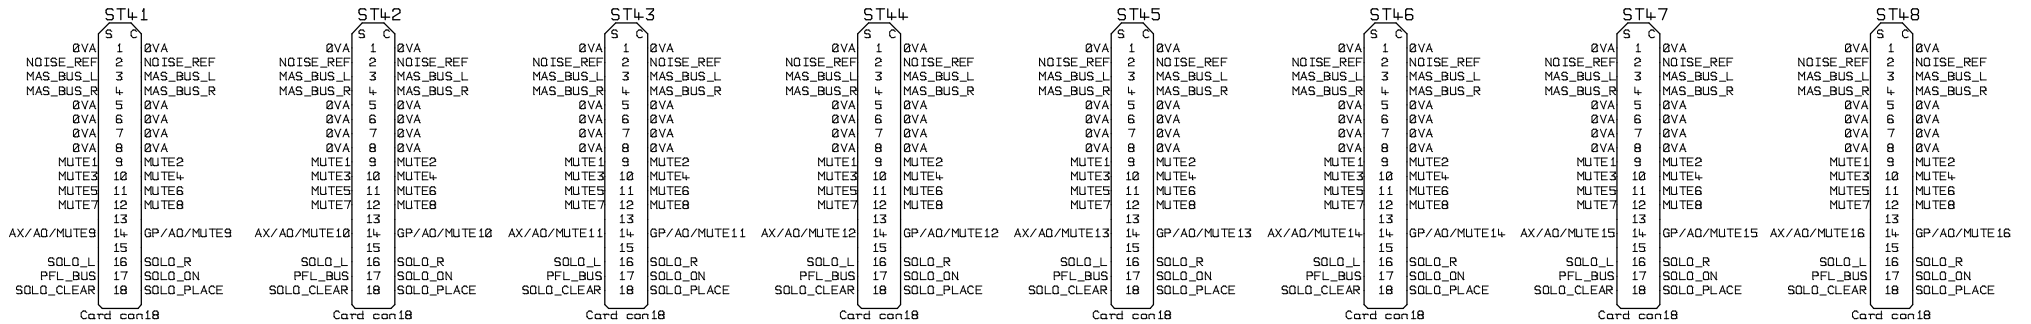 ST41
S C
0VA 1 0VA
NOISE_REF 2 NOISE_REF
MAS_BUS_L 3 MAS_BUS_L
MAS_BUS_R 4 MAS_BUS_R
0VA 5 0VA
0VA 6 0VA
0VA 7 0VA
0VA 8 0VA
MUTE1 9 MUTE2
MUTE3 10 MUTE4
MUTE5 11 MUTE6
MUTE7 12 MUTE8
13
AX/AO/MUTE9 14 GP/AO/MUTE9
15
SOLO_L 16 SOLO_R
PFL_BUS 17 SOLO_ON
SOLO_CLEAR 18 SOLO_PLACE
Card con18
ST42
S C
0VA 1 0VA
NOISE_REF 2 NOISE_REF
MAS_BUS_L 3 MAS_BUS_L
MAS_BUS_R 4 MAS_BUS_R
0VA 5 0VA
0VA 6 0VA
0VA 7 0VA
0VA 8 0VA
MUTE1 9 MUTE2
MUTE3 10 MUTE4
MUTE5 11 MUTE6
MUTE7 12 MUTE8
13
AX/AO/MUTE10 14 GP/AO/MUTE10
15
SOLO_L 16 SOLO_R
PFL_BUS 17 SOLO_ON
SOLO_CLEAR 18 SOLO_PLACE
Card con18
ST43
S C
0VA 1 0VA
NOISE_REF 2 NOISE_REF
MAS_BUS_L 3 MAS_BUS_L
MAS_BUS_R 4 MAS_BUS_R
0VA 5 0VA
0VA 6 0VA
0VA 7 0VA
0VA 8 0VA
MUTE1 9 MUTE2
MUTE3 10 MUTE4
MUTE5 11 MUTE6
MUTE7 12 MUTE8
13
AX/AO/MUTE11 14 GP/AO/MUTE11
15
SOLO_L 16 SOLO_R
PFL_BUS 17 SOLO_ON
SOLO_CLEAR 18 SOLO_PLACE
Card con18
ST44
S C
0VA 1 0VA
NOISE_REF 2 NOISE_REF
MAS_BUS_L 3 MAS_BUS_L
MAS_BUS_R 4 MAS_BUS_R
0VA 5 0VA
0VA 6 0VA
0VA 7 0VA
0VA 8 0VA
MUTE1 9 MUTE2
MUTE3 10 MUTE4
MUTE5 11 MUTE6
MUTE7 12 MUTE8
13
AX/AO/MUTE12 14 GP/AO/MUTE12
15
SOLO_L 16 SOLO_R
PFL_BUS 17 SOLO_ON
SOLO_CLEAR 18 SOLO_PLACE
Card con18
ST45
S C
0VA 1 0VA
NOISE_REF 2 NOISE_REF
MAS_BUS_L 3 MAS_BUS_L
MAS_BUS_R 4 MAS_BUS_R
0VA 5 0VA
0VA 6 0VA
0VA 7 0VA
0VA 8 0VA
MUTE1 9 MUTE2
MUTE3 10 MUTE4
MUTE5 11 MUTE6
MUTE7 12 MUTE8
13
AX/AO/MUTE13 14 GP/AO/MUTE13
15
SOLO_L 16 SOLO_R
PFL_BUS 17 SOLO_ON
SOLO_CLEAR 18 SOLO_PLACE
Card con18
ST46
S C
0VA 1 0VA
NOISE_REF 2 NOISE_REF
MAS_BUS_L 3 MAS_BUS_L
MAS_BUS_R 4 MAS_BUS_R
0VA 5 0VA
0VA 6 0VA
0VA 7 0VA
0VA 8 0VA
MUTE1 9 MUTE2
MUTE3 10 MUTE4
MUTE5 11 MUTE6
MUTE7 12 MUTE8
13
AX/AO/MUTE14 14 GP/AO/MUTE14
15
SOLO_L 16 SOLO_R
PFL_BUS 17 SOLO_ON
SOLO_CLEAR 18 SOLO_PLACE
Card con18
ST47
S C
0VA 1 0VA
NOISE_REF 2 NOISE_REF
MAS_BUS_L 3 MAS_BUS_L
MAS_BUS_R 4 MAS_BUS_R
0VA 5 0VA
0VA 6 0VA
0VA 7 0VA
0VA 8 0VA
MUTE1 9 MUTE2
MUTE3 10 MUTE4
MUTE5 11 MUTE6
MUTE7 12 MUTE8
13
AX/AO/MUTE15 14 GP/AO/MUTE15
15
SOLO_L 16 SOLO_R
PFL_BUS 17 SOLO_ON
SOLO_CLEAR 18 SOLO_PLACE
Card con18
ST48
S C
0VA 1 0VA
NOISE_REF 2 NOISE_REF
MAS_BUS_L 3 MAS_BUS_L
MAS_BUS_R 4 MAS_BUS_R
0VA 5 0VA
0VA 6 0VA
0VA 7 0VA
0VA 8 0VA
MUTE1 9 MUTE2
MUTE3 10 MUTE4
MUTE5 11 MUTE6
MUTE7 12 MUTE8
13
AX/AO/MUTE16 14 GP/AO/MUTE16
15
SOLO_L 16 SOLO_R
PFL_BUS 17 SOLO_ON
SOLO_CLEAR 18 SOLO_PLACE
Card con18